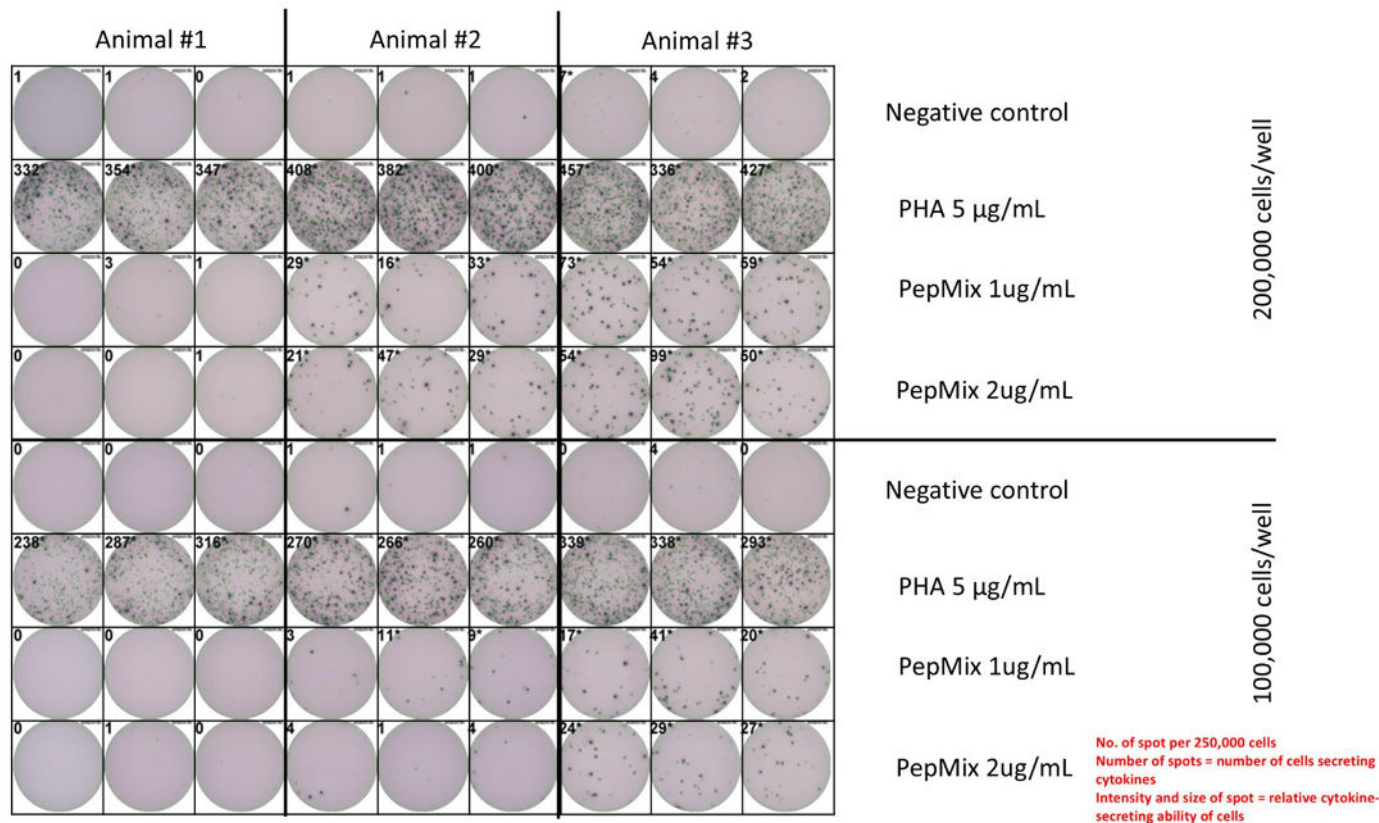 Animal #1 Animal #2 Animal #3
1 1 0 1 1 1 7* 4 2 Negative control
332* 354* 347* 408* 382* 400* 457* 336* 427* PHA 5 µg/mL
0 3 1 29* 16* 33* 73* 54* 59* PepMix 1ug/mL
0 0 1 21* 47* 29* 54* 99* 50* PepMix 2ug/mL
200,000 cells/well
0 0 0 1 1 1 0 4 0 Negative control
238* 287* 316* 270* 266* 260* 339* 338* 293* PHA 5 µg/mL
0 0 0 3 11* 9* 17* 41* 20* PepMix 1ug/mL
0 1 0 4 1 4 24* 29* 27* PepMix 2ug/mL
100,000 cells/well
No. of spot per 250,000 cells
Number of spots = number of cells secreting
cytokines
Intensity and size of spot = relative cytokine-
secreting ability of cells